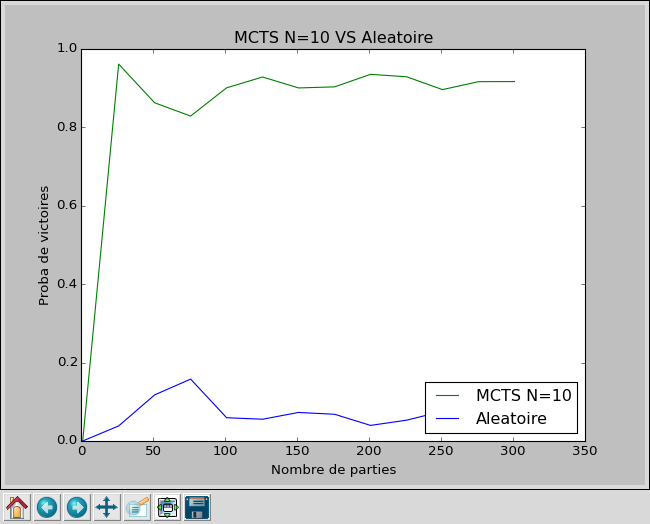 MCTS N=10 VS Aleatoire
1.0
0.8
0.6
0.4
0.2
0.0
Proba de victoires
0 50 100 150 200 250 300 350
Nombre de parties
MCTS N=10
Aleatoire